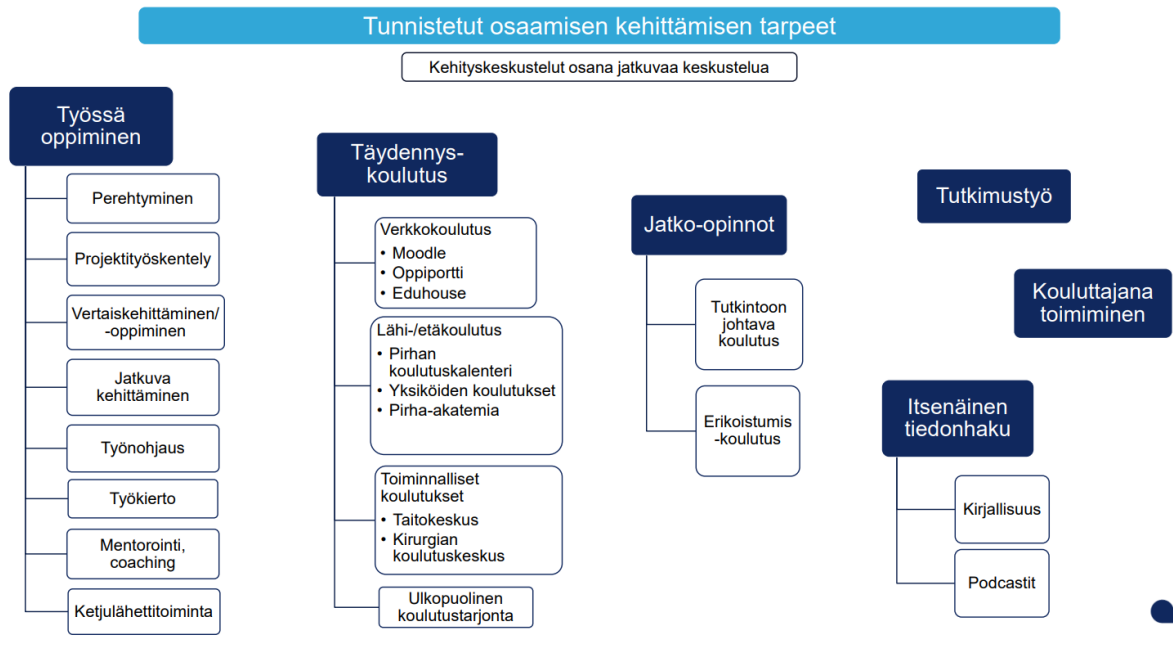 Tunnistetut osaamisen kehittämisen tarpeet
Kehityskeskustelut osana jatkuvaa keskustelua
Työssä
oppiminen
Perehtyminen
Projektityöskentely
Vertaiskehittäminen/
-oppiminen
Jatkuva
kehittäminen
Työnohjaus
Työkierto
Mentorointi,
coaching
Ketjulähettitoiminta
Täydennys-
koulutus
Verkkokoulutus
• Moodle
• Oppiportti
• Eduhouse
Lähi-/etäkoulutus
• Pirhan
koulutuskalenteri
• Yksiköiden koulutukset
• Pirha-akatemia
Toiminnalliset
koulutukset
• Taitokeskus
• Kirurgian
koulutuskeskus
Ulkopuolinen
koulutustarjonta
Jatko-opinnot
Tutkintoon
johtava
koulutus
Erikoistumis
-koulutus
Tutkimustyö
Kouluttajana
toimiminen
Itsenäinen
tiedonhaku
Kirjallisuus
Podcastit